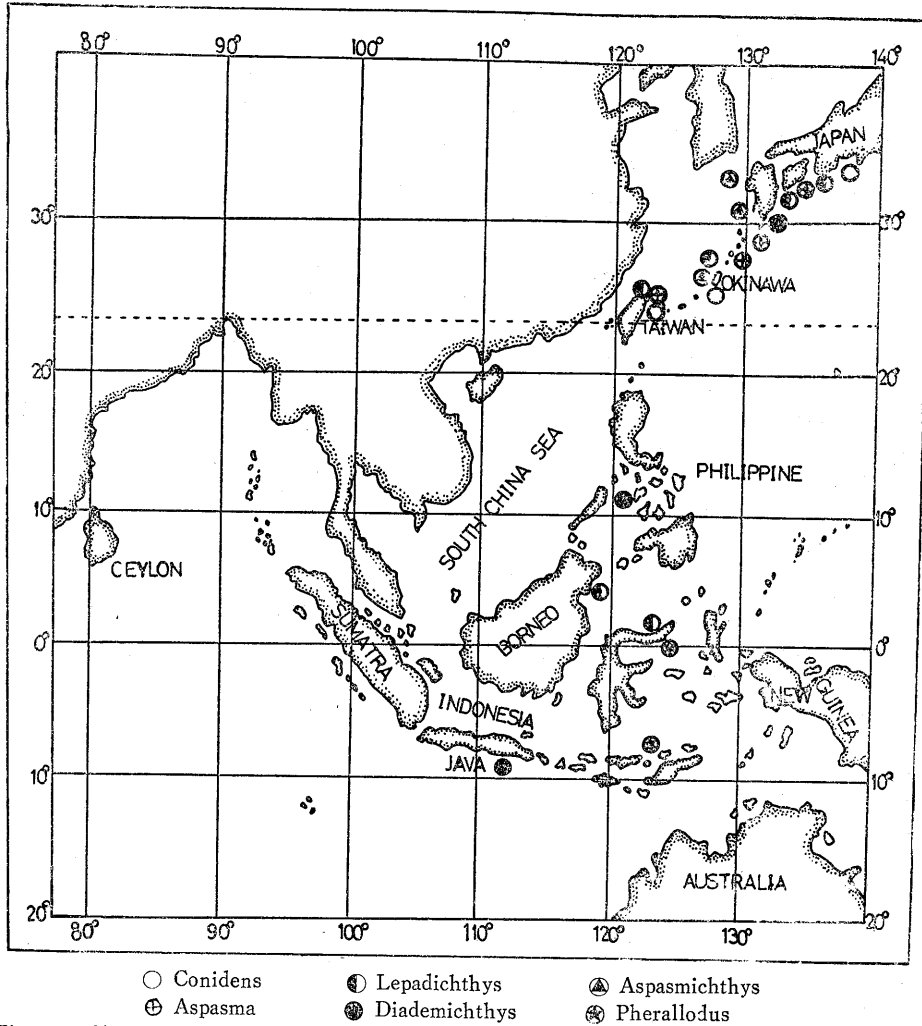 80° 90° 100° 110° 120° 130° 140°
JAPAN
30° 30°
OKINAWA
TAIWAN
20° 20°
SOUTH CHINA SEA
PHILIPPINE
10° 10°
CEYLON
SUMATRA
BORNEO
0° 0°
NEW GUINEA
INDONESIA
JAVA
10° 10°
AUSTRALIA
20° 20°
80° 90° 100° 110° 120° 130°
Conidens Lepadichthys Aspasmichthys
Aspasma Diademichthys Pherallodus